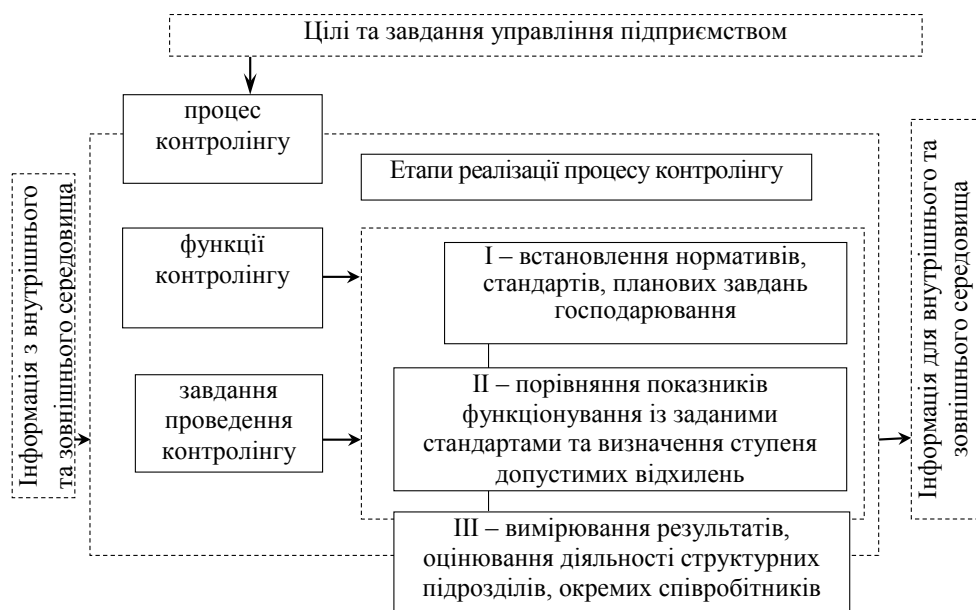 Цілі та завдання управління підприємством
процес
контролінгу
Етапи реалізації процесу контролінгу
Інформація з внутрішнього
та зовнішнього середовища
функції
контролінгу
І – встановлення нормативів,
стандартів, планових завдань
господарювання
завдання
проведення
контролінгу
ІІ – порівняння показників
функціонування із заданими
стандартами та визначення ступеня
допустимих відхилень
ІІІ – вимірювання результатів,
оцінювання діяльності структурних
підрозділів, окремих співробітників
Інформація для внутрішнього та
зовнішнього середовища